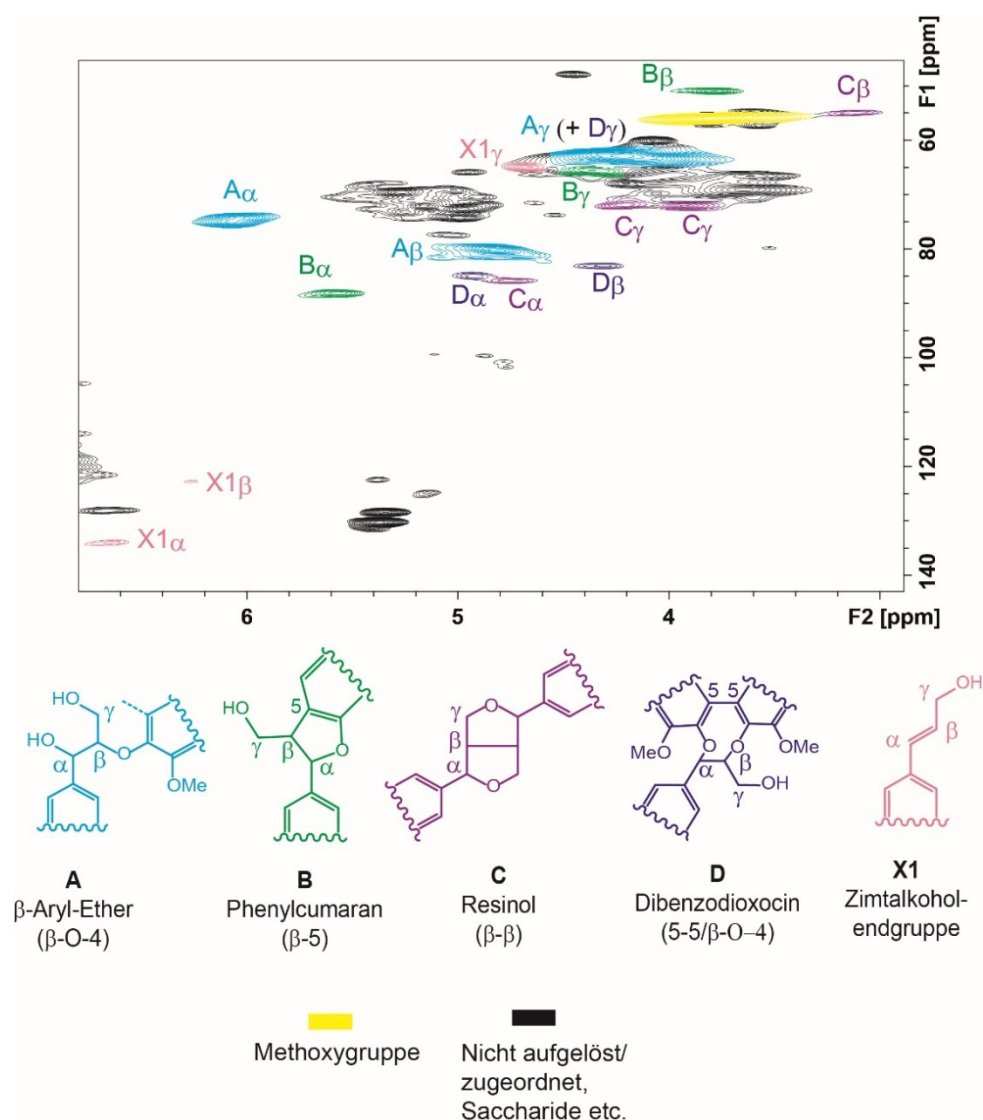 Bβ
Cβ
F1 [ppm]
Aγ (+ Dγ)
X1γ
60
Bγ
Aα
Cγ Cγ
Aβ
80
Bα
Dα Cα
Dβ
100
120
X1β
X1α
140
6 5 4 F2 [ppm]
HO γ
HO
α β O
OMe
5
HO
γ β O
α
O
γ
β
α
O
5 5
MeO O O OMe
α β
γ OH
OH
γ
α β
A B C D X1
β-Aryl-Ether
(β-O-4)
Phenylcumaran
(β-5)
Resinol
(β-β)
Dibenzodioxocin
(5-5/β-O–4)
Zimtalkohol-
endgruppe
Methoxygruppe
Nicht aufgelöst/
zugeordnet,
Saccharide etc.